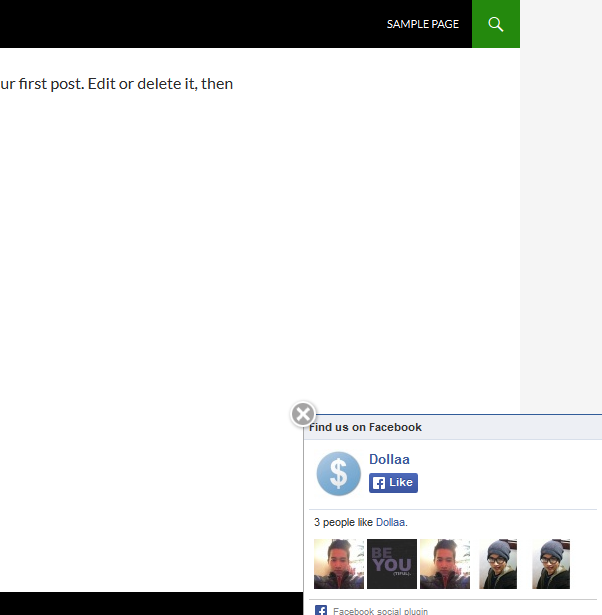 SAMPLE PAGE
ur first post. Edit or delete it, then
Find us on Facebook
$
Dollaa
f Like
3 people like Dollaa.
BE
YOU
f Facebook social plugin